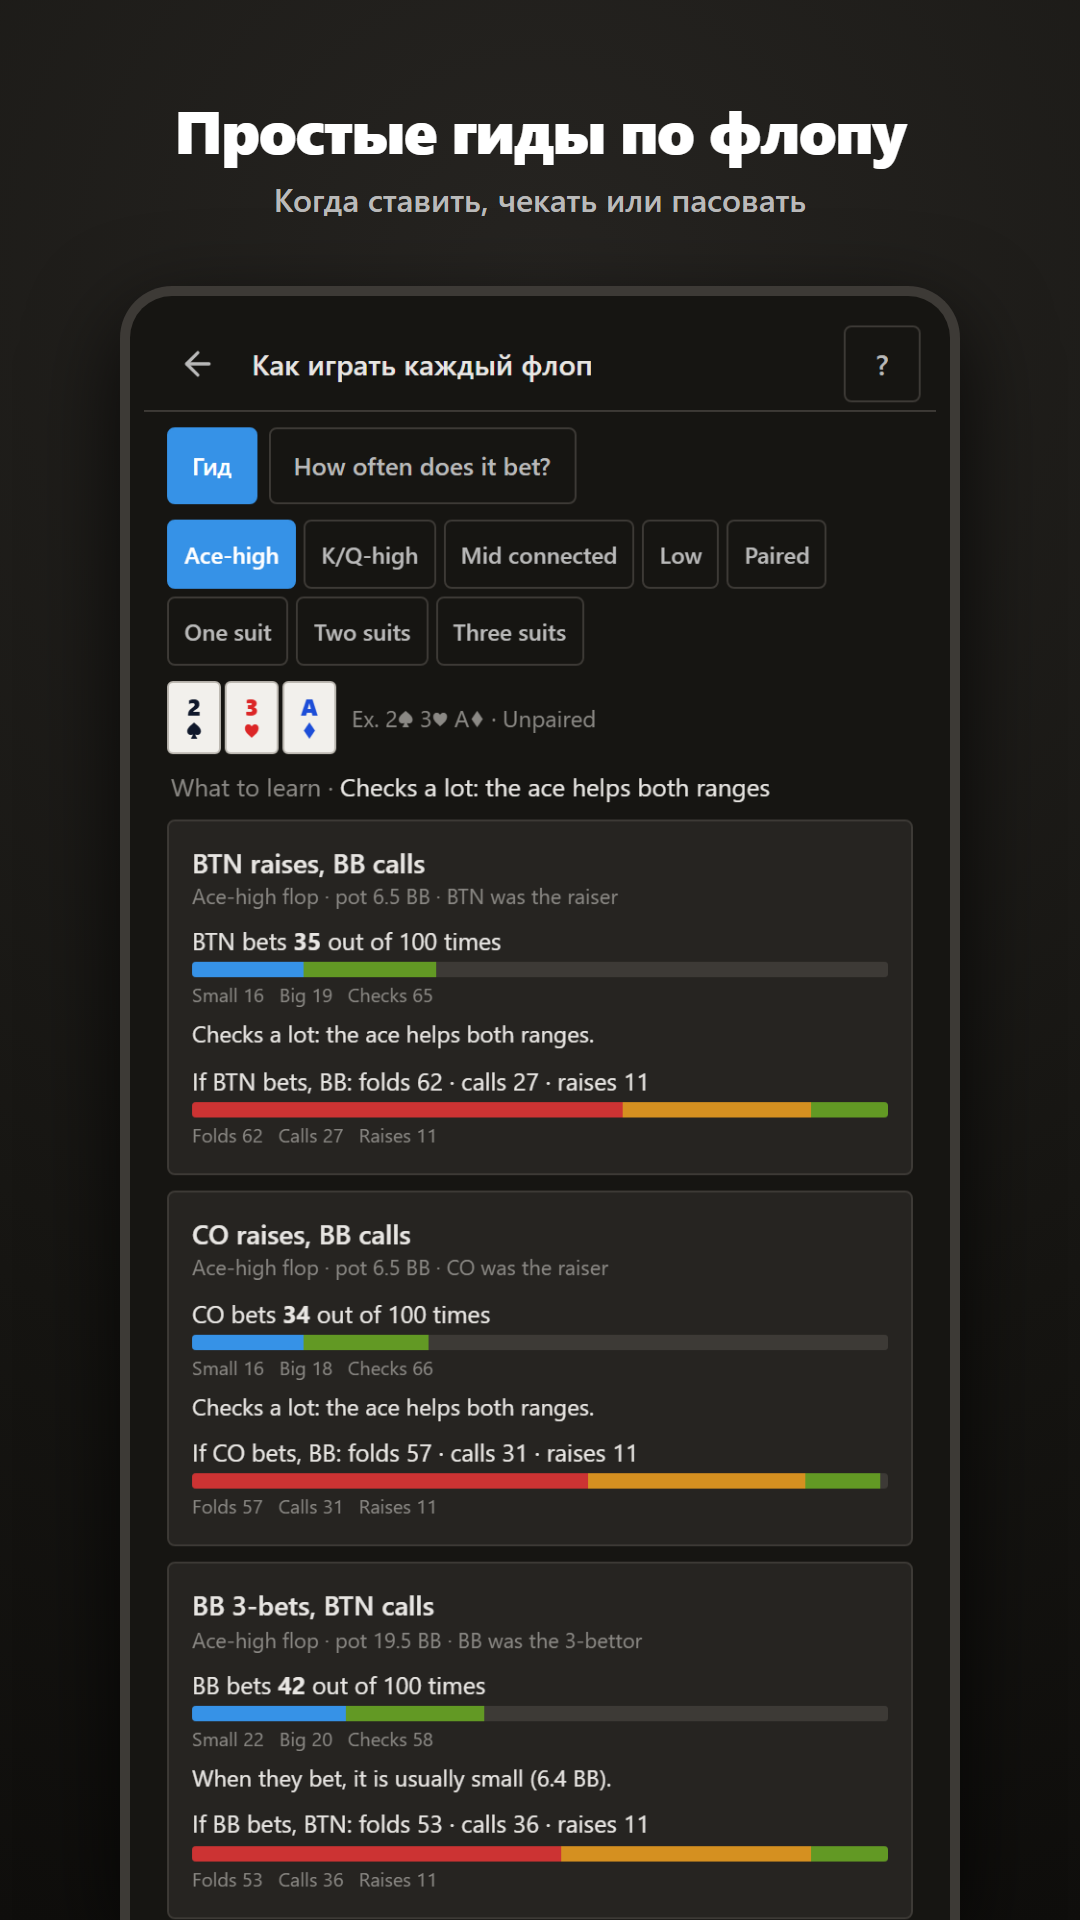 Простые гиды по флопу
Когда ставить, чекать или пасовать
← Как играть каждый флоп ?
Гид How often does it bet?
Ace-high K/Q-high Mid connected Low Paired
One suit Two suits Three suits
2♠ 3♥ A♦ Ex. 2♠ 3♥ A♦ · Unpaired
What to learn · Checks a lot: the ace helps both ranges
BTN raises, BB calls
Ace-high flop · pot 6.5 BB · BTN was the raiser
BTN bets 35 out of 100 times
Small 16 Big 19 Checks 65
Checks a lot: the ace helps both ranges.
If BTN bets, BB: folds 62 · calls 27 · raises 11
Folds 62 Calls 27 Raises 11
CO raises, BB calls
Ace-high flop · pot 6.5 BB · CO was the raiser
CO bets 34 out of 100 times
Small 16 Big 18 Checks 66
Checks a lot: the ace helps both ranges.
If CO bets, BB: folds 57 · calls 31 · raises 11
Folds 57 Calls 31 Raises 11
BB 3-bets, BTN calls
Ace-high flop · pot 19.5 BB · BB was the 3-bettor
BB bets 42 out of 100 times
Small 22 Big 20 Checks 58
When they bet, it is usually small (6.4 BB).
If BB bets, BTN: folds 53 · calls 36 · raises 11
Folds 53 Calls 36 Raises 11